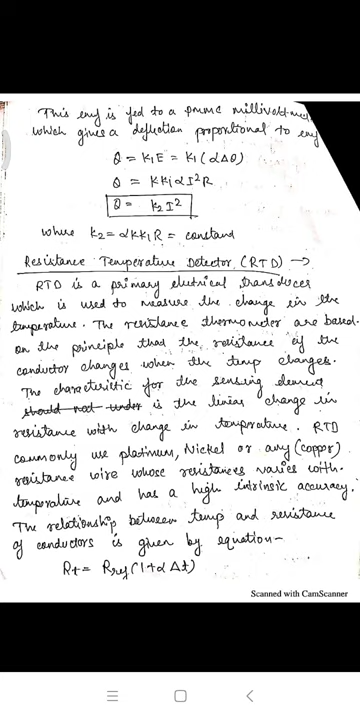 This emf is fed to a PMMC millivolt-meter
which gives a deflection proportional to emf
θ = K₁E = K₁(αΔθ)
θ = KK₁αI²R
θ = K₂I²
where K₂ = αKK₁R = constant
Resistance Temperature Detector (RTD) →
RTD is a primary electrical transducer
which is used to measure the change in the
temperature. The resistance thermometer are based
on the principle that the resistance of the
conductor changes when the temp changes.
The characteristic for the sensing element
should not under is the linear change in
resistance with change in temprature. RTD
commonly use platinum, Nickel or any (copper)
resistance wire whose resistances varies with
temprature and has a high intrinsic accuracy.
The relationship between temp and resistance
of conductors is given by equation -
Rt = Rref (1+α Δt)
Scanned with CamScanner